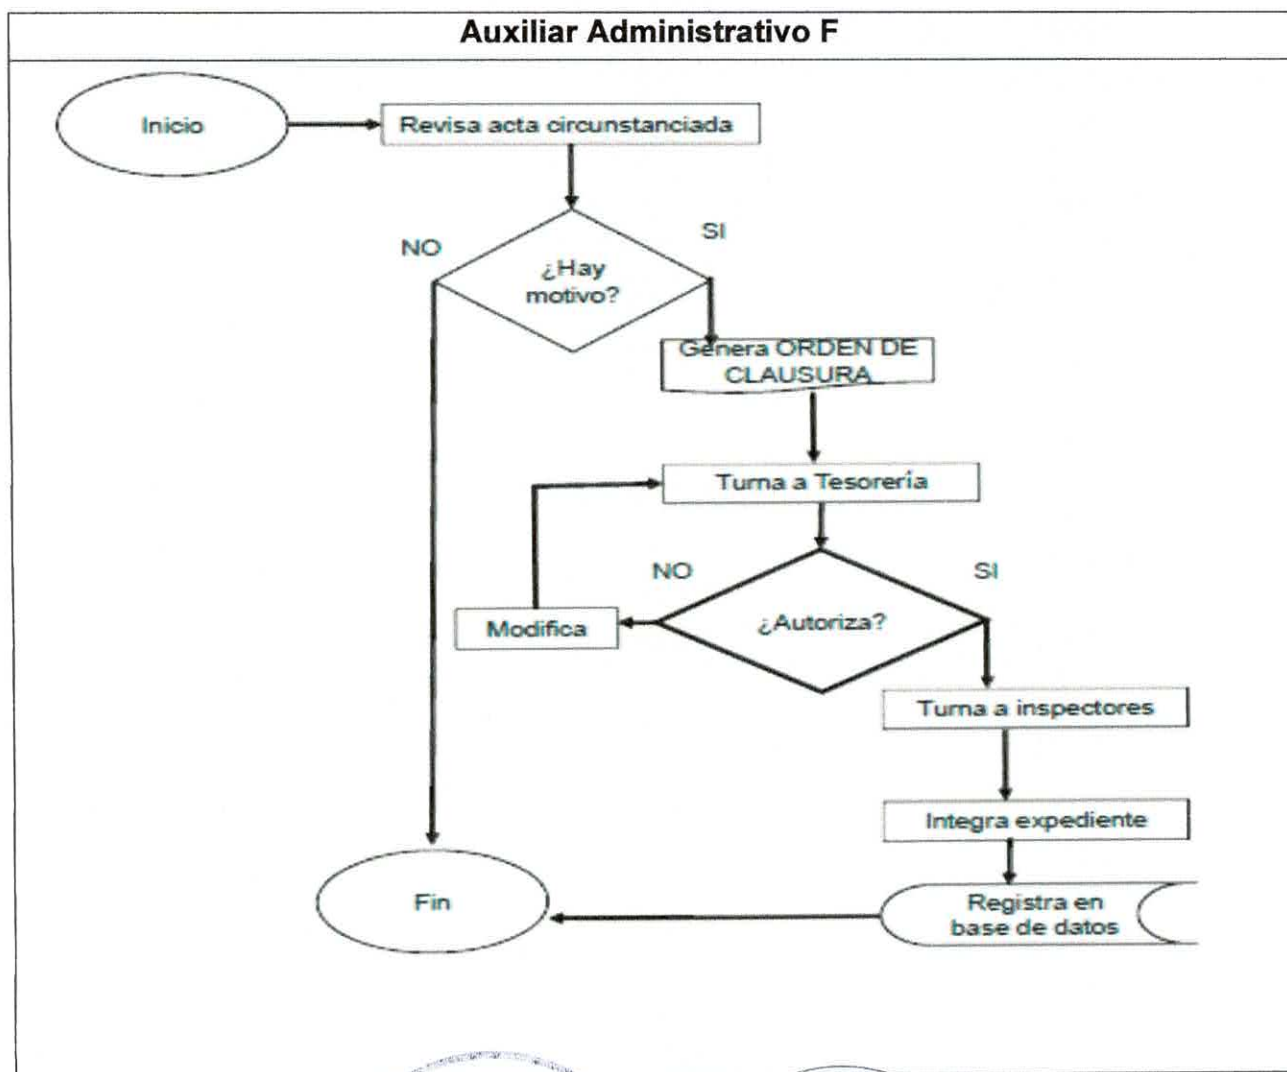 Auxiliar Administrativo F
Inicio
Revisa acta circunstanciada
NO
SI
¿Hay
motivo?
Genera ORDEN DE
CLAUSURA
Turna a Tesorería
NO
SI
Modifica
¿Autoriza?
Turna a inspectores
Integra expediente
Fin
Registra en
base de datos